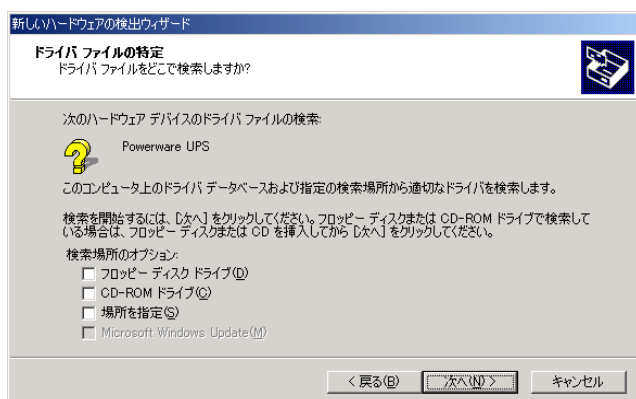 新しいハードウェアの検出ウィザード
ドライバ ファイルの特定
ドライバ ファイルをどこで検索しますか?
次のハードウェア デバイスのドライバ ファイルの検索:
Powerware UPS
このコンピュータ上のドライバ データベースおよび指定の検索場所から適切なドライバを検索します。
検索を開始するには、[次へ] をクリックしてください。フロッピー ディスクまたは CD-ROM ドライブで検索して
いる場合は、フロッピー ディスクまたは CD を挿入してから [次へ] をクリックしてください。
検索場所のオプション:
フロッピー ディスク ドライブ(D)
CD-ROM ドライブ(C)
場所を指定(S)
Microsoft Windows Update(M)
< 戻る(B) 次へ(N) > キャンセル